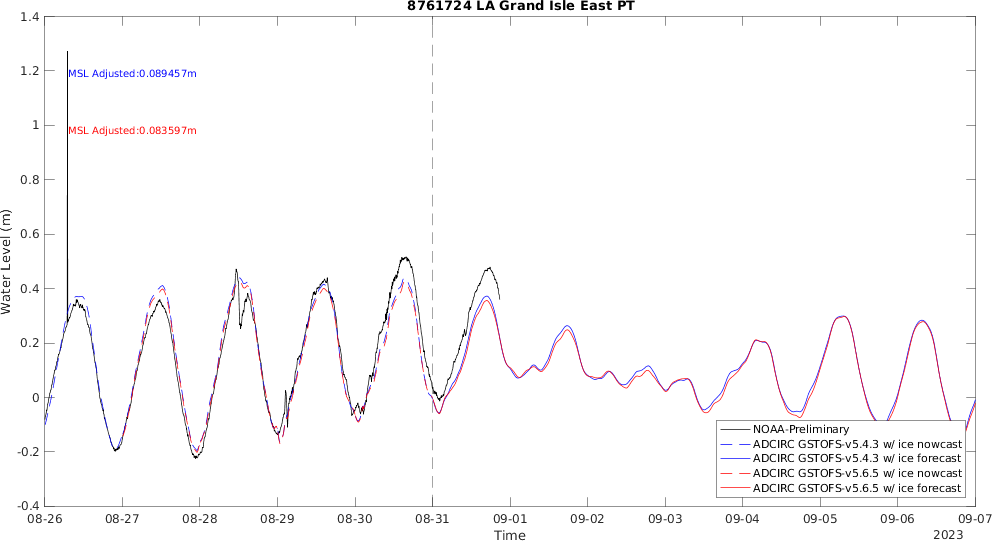 8761724 LA Grand Isle East PT
1.4
1.2
1
0.8
0.6
0.4
0.2
0
-0.2
-0.4
Water Level (m)
MSL Adjusted:0.089457m
MSL Adjusted:0.083597m
NOAA-Preliminary
ADCIRC GSTOFS-v5.4.3 w/ ice nowcast
ADCIRC GSTOFS-v5.4.3 w/ ice forecast
ADCIRC GSTOFS-v5.6.5 w/ ice nowcast
ADCIRC GSTOFS-v5.6.5 w/ ice forecast
08-26 08-27 08-28 08-29 08-30 08-31 09-01 09-02 09-03 09-04 09-05 09-06 09-07
Time
2023